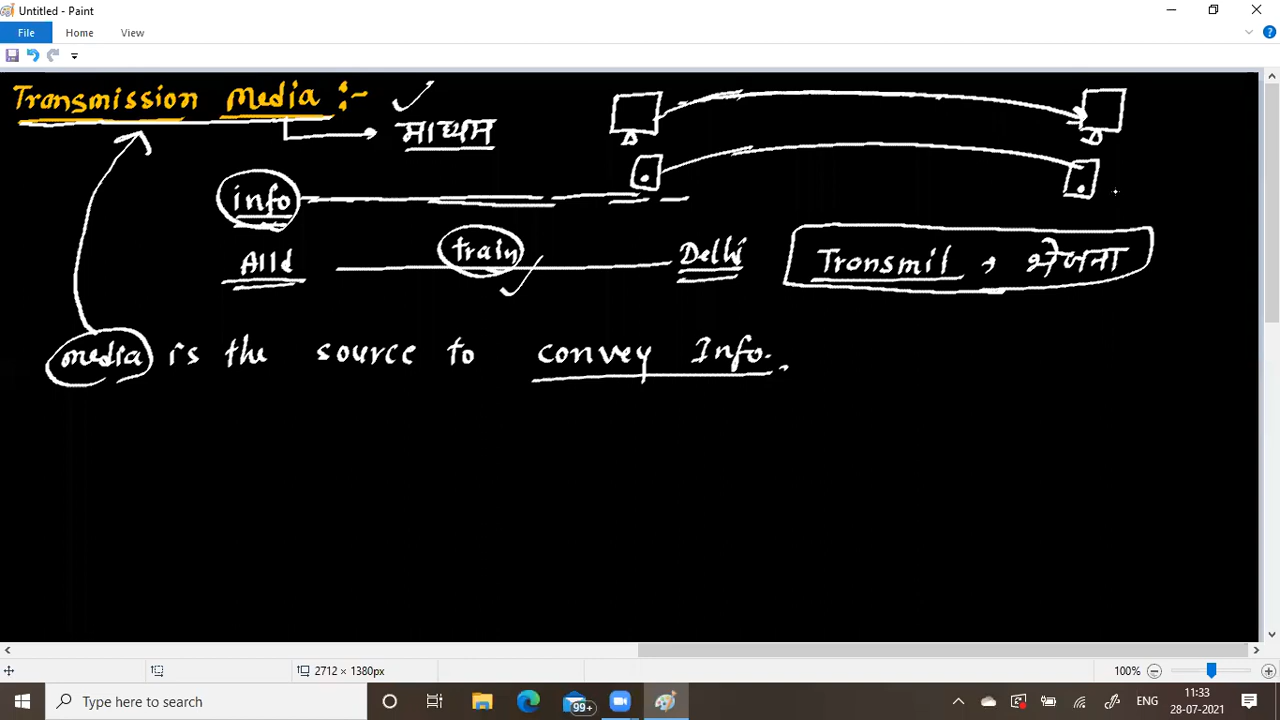 Untitled - Paint
File Home View
Transmission Media :-
माध्यम
info
Alld train Delhi
Transmit , भेजना
media is the source to convey Info.
2712 × 1380px 100%
Type here to search 99+ ENG 11:33
28-07-2021